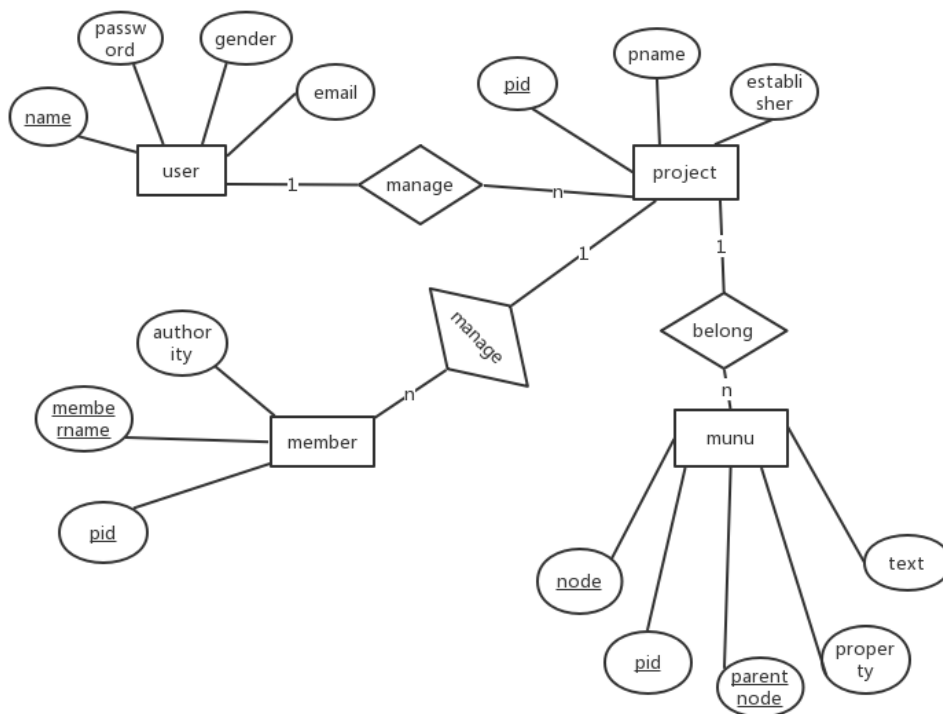 passw
ord
gender
email
name
user
1
manage
n
pname
pid
establi
sher
project
1
manage
n
1
belong
n
author
ity
membe
rname
pid
member
munu
node
pid
parent
node
proper
ty
text